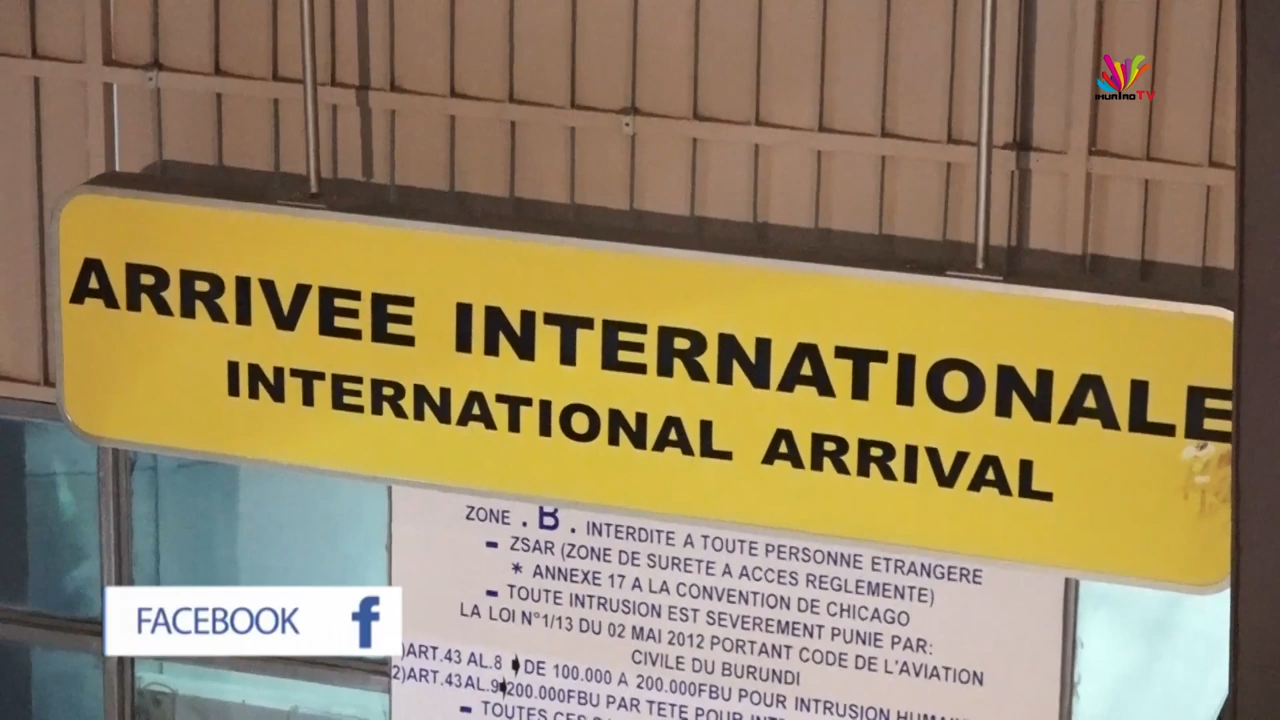 IHURIRO TV
ARRIVEE INTERNATIONALE
INTERNATIONAL ARRIVAL
ZONE . B . INTERDITE A TOUTE PERSONNE ETRANGERE
- ZSAR (ZONE DE SURETE A ACCES REGLEMENTE)
* ANNEXE 17 A LA CONVENTION DE CHICAGO
- TOUTE INTRUSION EST SEVEREMENT PUNIE PAR:
LA LOI N°1/13 DU 02 MAI 2012 PORTANT CODE DE L'AVIATION
CIVILE DU BURUNDI
)ART.43 AL.8 DE 100.000 A 200.000FBU POUR INTRUSION
2)ART.43AL.9 200.000FBU PAR TETE POUR
- TOUTES
FACEBOOK f